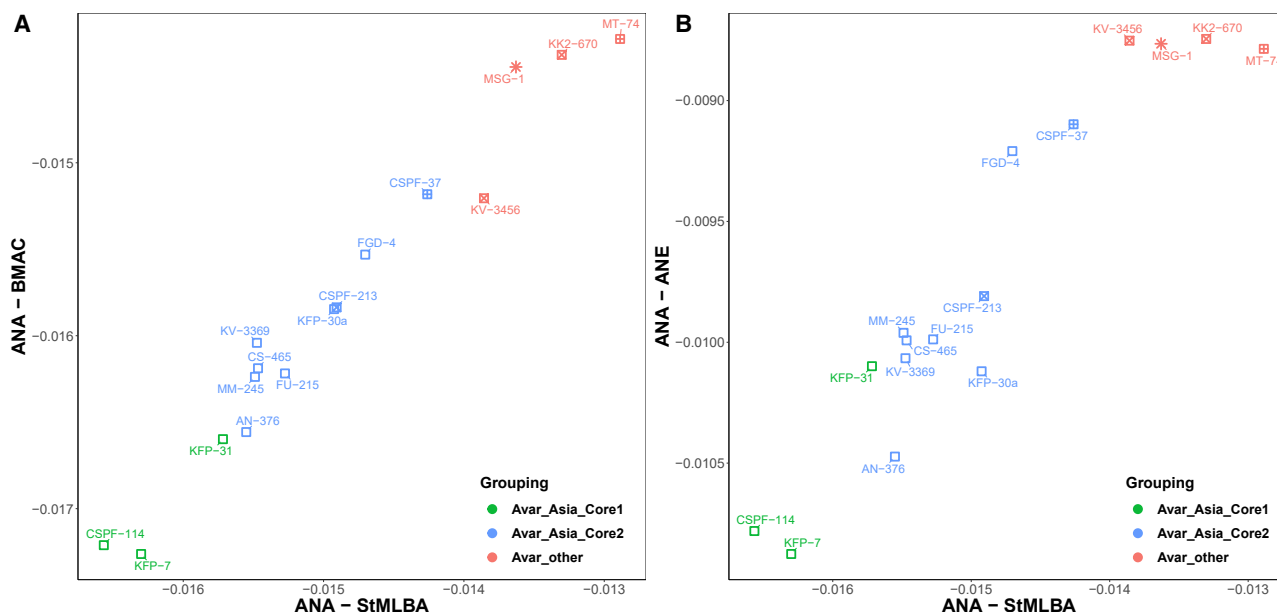 A
MT−74
KK2−670
MSG−1
−0.015
CSPF−37
KV−3456
FGD−4
CSPF−213
KFP−30a
−0.016
KV−3369
CS−465
MM−245
FU−215
AN−376
KFP−31
−0.017
CSPF−114
KFP−7
Grouping
Avar_Asia_Core1
Avar_Asia_Core2
Avar_other
ANA − BMAC
−0.016
−0.015
−0.014
−0.013
ANA − StMLBA
B
KV−3456
KK2−670
MSG−1
MT−74
−0.0090
CSPF−37
FGD−4
−0.0095
CSPF−213
MM−245
FU−215
−0.0100
CS−465
KV−3369
KFP−31
KFP−30a
AN−376
−0.0105
CSPF−114
KFP−7
Grouping
Avar_Asia_Core1
Avar_Asia_Core2
Avar_other
ANA − ANE
−0.016
−0.015
−0.014
−0.013
ANA − StMLBA